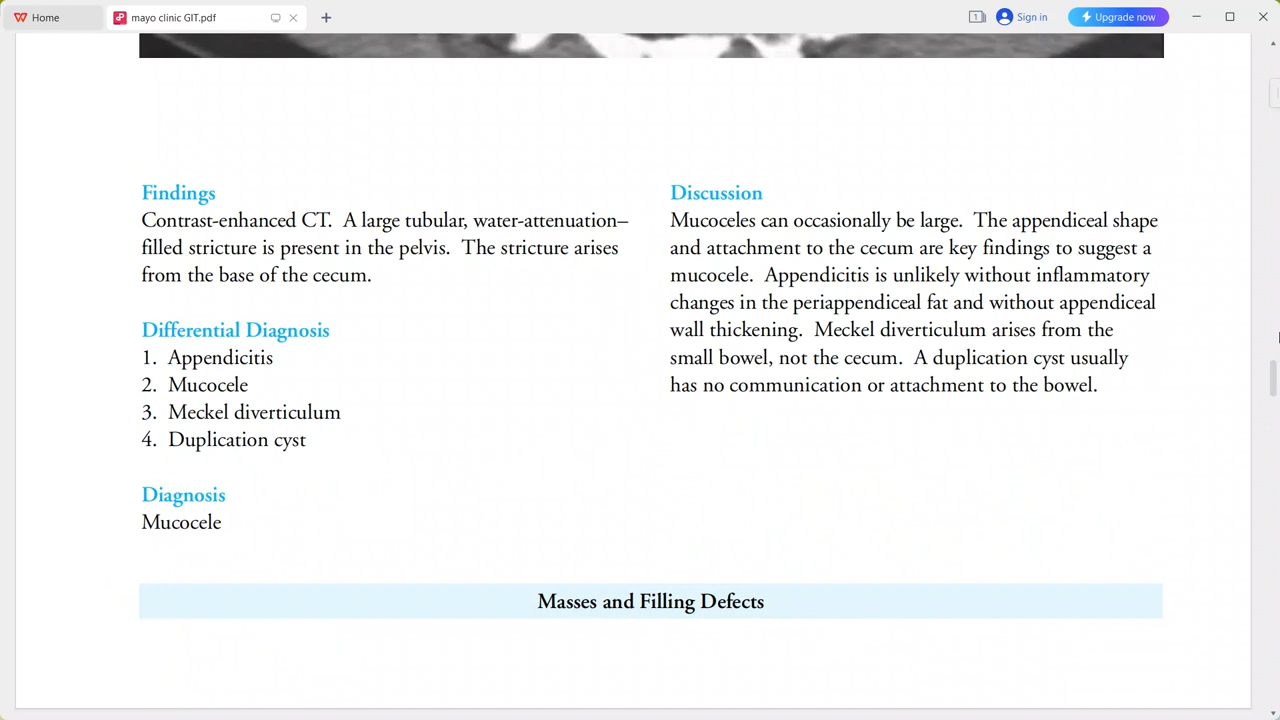 Home
mayo clinic GIT.pdf
1
Sign in
Upgrade now
Findings
Contrast-enhanced CT. A large tubular, water-attenuation–
filled stricture is present in the pelvis. The stricture arises
from the base of the cecum.
Differential Diagnosis
1. Appendicitis
2. Mucocele
3. Meckel diverticulum
4. Duplication cyst
Diagnosis
Mucocele
Discussion
Mucoceles can occasionally be large. The appendiceal shape
and attachment to the cecum are key findings to suggest a
mucocele. Appendicitis is unlikely without inflammatory
changes in the periappendiceal fat and without appendiceal
wall thickening. Meckel diverticulum arises from the
small bowel, not the cecum. A duplication cyst usually
has no communication or attachment to the bowel.
Masses and Filling Defects